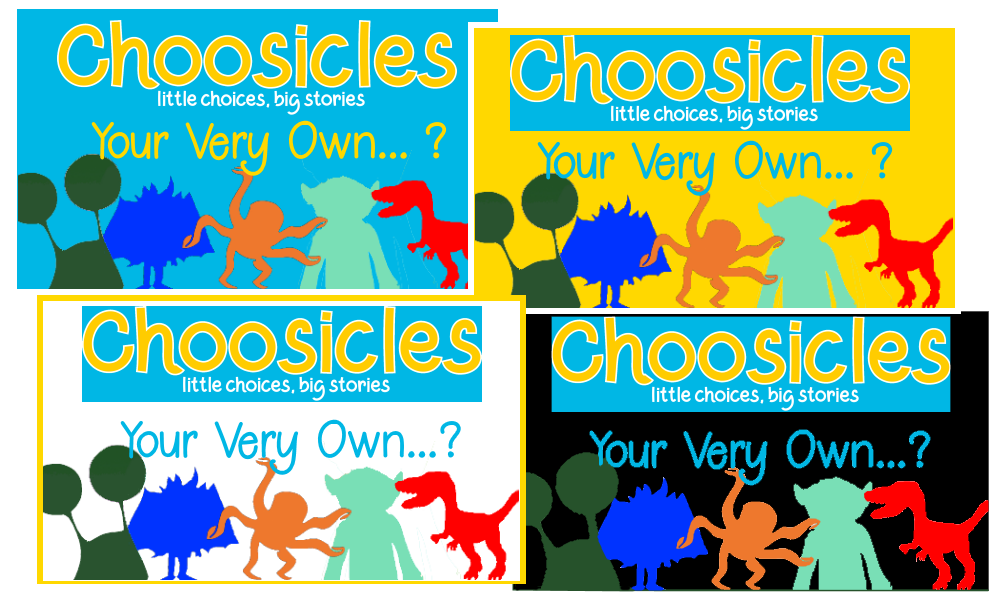 Choosicles
little choices, big stories
Your Very Own... ?
Choosicles
little choices, big stories
Your Very Own... ?
Choosicles
little choices, big stories
Your Very Own...?
Choosicles
little choices, big stories
Your Very Own...?